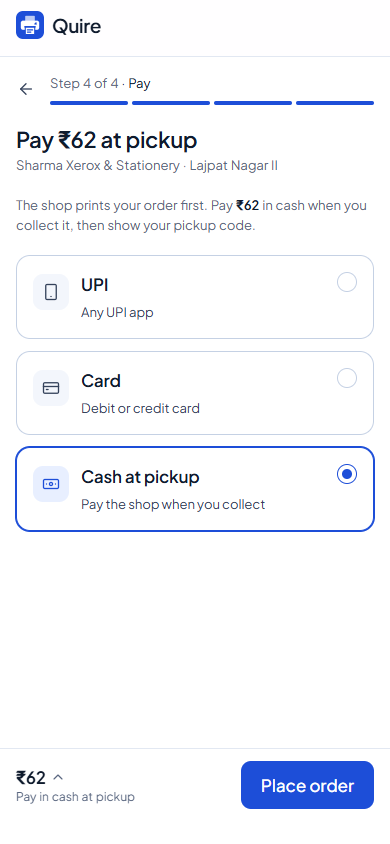 Quire
Step 4 of 4 · Pay
Pay ₹62 at pickup
Sharma Xerox & Stationery · Lajpat Nagar II
The shop prints your order first. Pay ₹62 in cash when you
collect it, then show your pickup code.
UPI
Any UPI app
Card
Debit or credit card
Cash at pickup
Pay the shop when you collect
₹62
Pay in cash at pickup
Place order